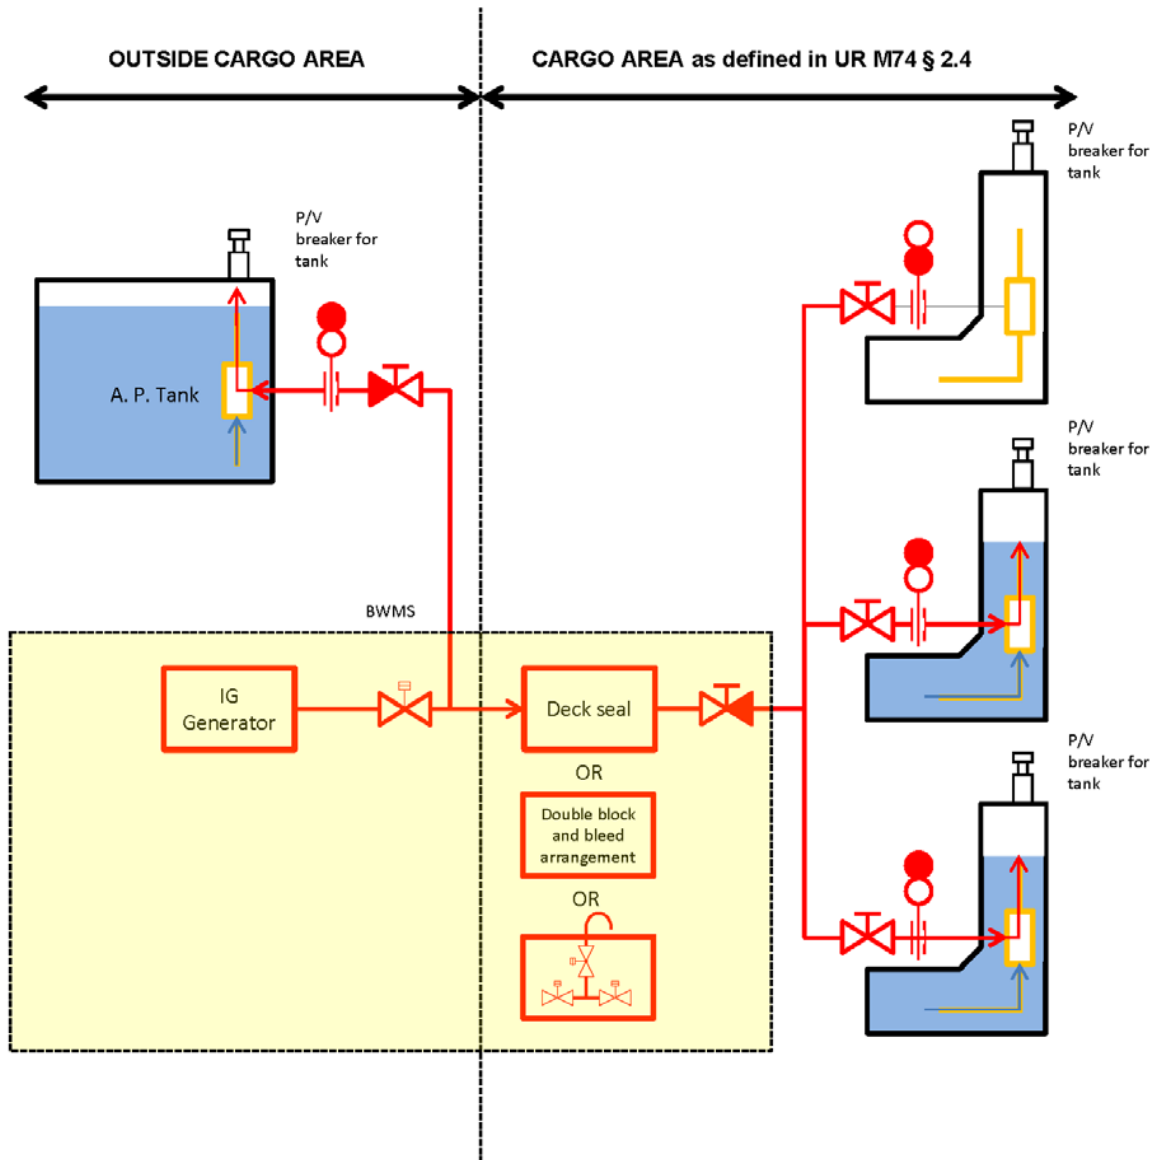 OUTSIDE CARGO AREA
CARGO AREA as defined in UR M74 § 2.4
P/V
breaker for
tank
P/V
breaker for
tank
A. P. Tank
P/V
breaker for
tank
BWMS
IG
Generator
Deck seal
OR
Double block
and bleed
arrangement
OR
P/V
breaker for
tank